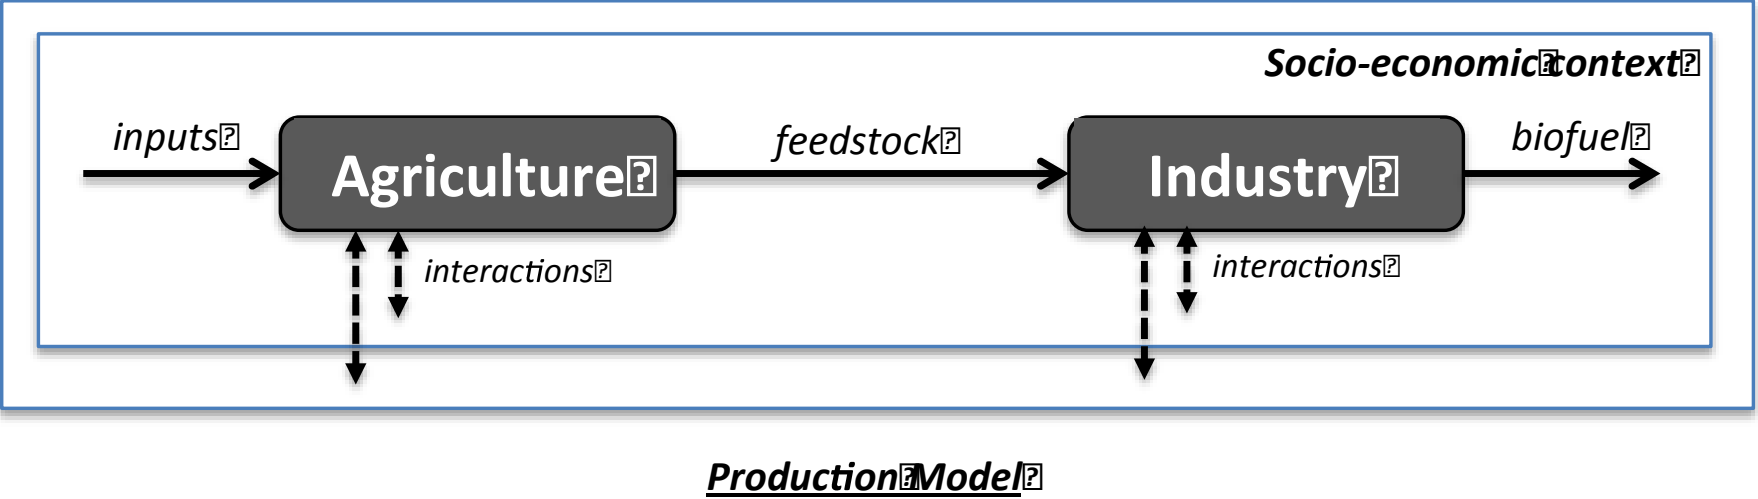 Socio-economic context
inputs
feedstock
biofuel
Agriculture
Industry
interactions
interactions
Production Model